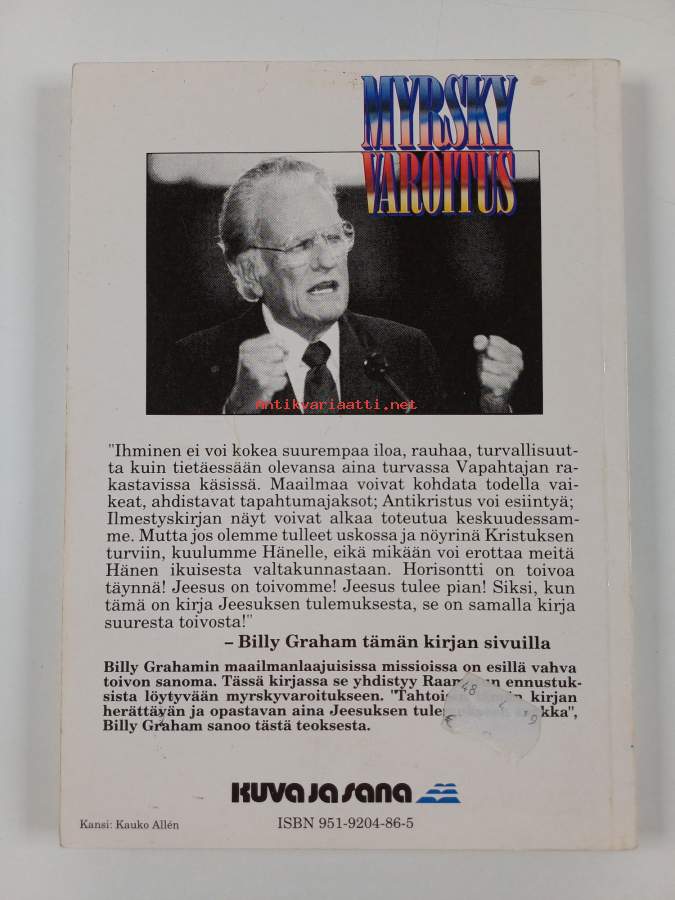 MYRSKY
VAROITUS
Antikvariaatti.net
"Ihminen ei voi kokea suurempaa iloa, rauhaa, turvallisuut-
ta kuin tietäessään olevansa aina turvassa Vapahtajan ra-
kastavissa käsissä. Maailmaa voivat kohdata todella vai-
keat, ahdistavat tapahtumajaksot; Antikristus voi esiintyä;
Ilmestyskirjan näyt voivat alkaa toteutua keskuudessam-
me. Mutta jos olemme tulleet uskossa ja nöyrinä Kristuksen
turviin, kuulumme Hänelle, eikä mikään voi erottaa meitä
Hänen ikuisesta valtakunnastaan. Horisontti on toivoa
täynnä! Jeesus on toivomme! Jeesus tulee pian! Siksi, kun
tämä on kirja Jeesuksen tulemuksesta, se on samalla kirja
suuresta toivosta!"
– Billy Graham tämän kirjan sivuilla
Billy Grahamin maailmanlaajuisissa missioissa on esillä vahva
toivon sanoma. Tässä kirjassa se yhdistyy ennustuk-
sista löytyvään myrskyvaroitukseen. kirjan
herättävän ja opastavan aina Jeesuksen
Billy Graham sanoo tästä teoksesta.
KUVA JA SANA
Kansi: Kauko Allén
ISBN 951-9204-86-5